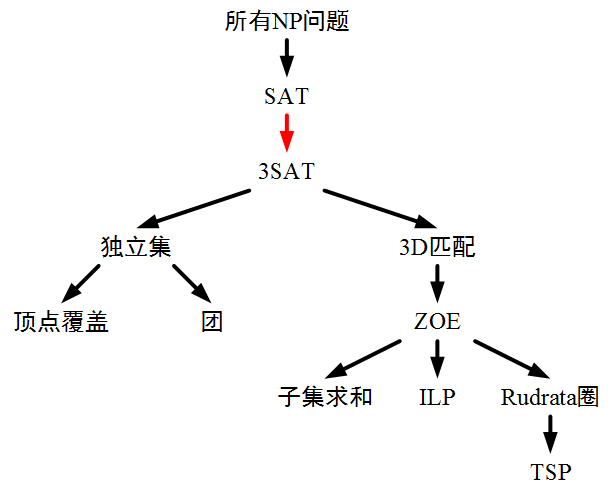 所有NP问题
SAT
3SAT
独立集
3D匹配
顶点覆盖
团
ZOE
子集求和
ILP
Rudrata圈
TSP